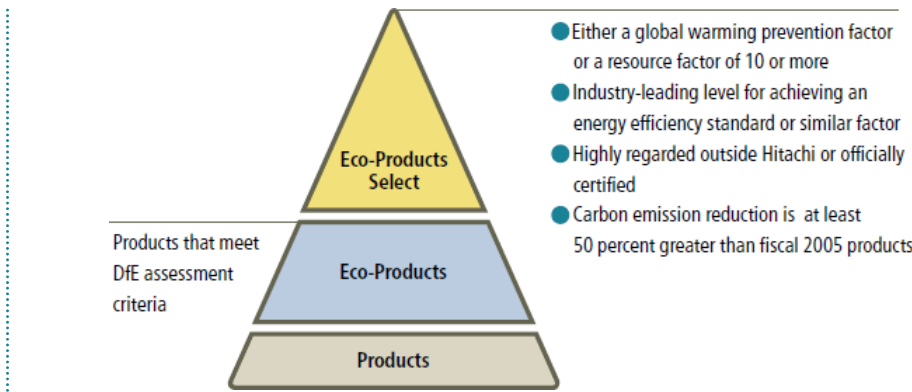 ● Either a global warming prevention factor
or a resource factor of 10 or more
● Industry-leading level for achieving an
energy efficiency standard or similar factor
● Highly regarded outside Hitachi or officially
certified
● Carbon emission reduction is at least
50 percent greater than fiscal 2005 products
Eco-Products
Select
Products that meet
DfE assessment
criteria
Eco-Products
Products